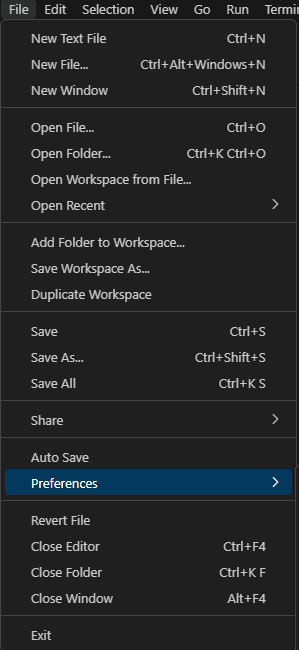 File Edit Selection View Go Run Termin
New Text File Ctrl+N
New File... Ctrl+Alt+Windows+N
New Window Ctrl+Shift+N
Open File... Ctrl+O
Open Folder... Ctrl+K Ctrl+O
Open Workspace from File...
Open Recent
Add Folder to Workspace...
Save Workspace As...
Duplicate Workspace
Save Ctrl+S
Save As... Ctrl+Shift+S
Save All Ctrl+K S
Share
Auto Save
Preferences
Revert File
Close Editor Ctrl+F4
Close Folder Ctrl+K F
Close Window Alt+F4
Exit